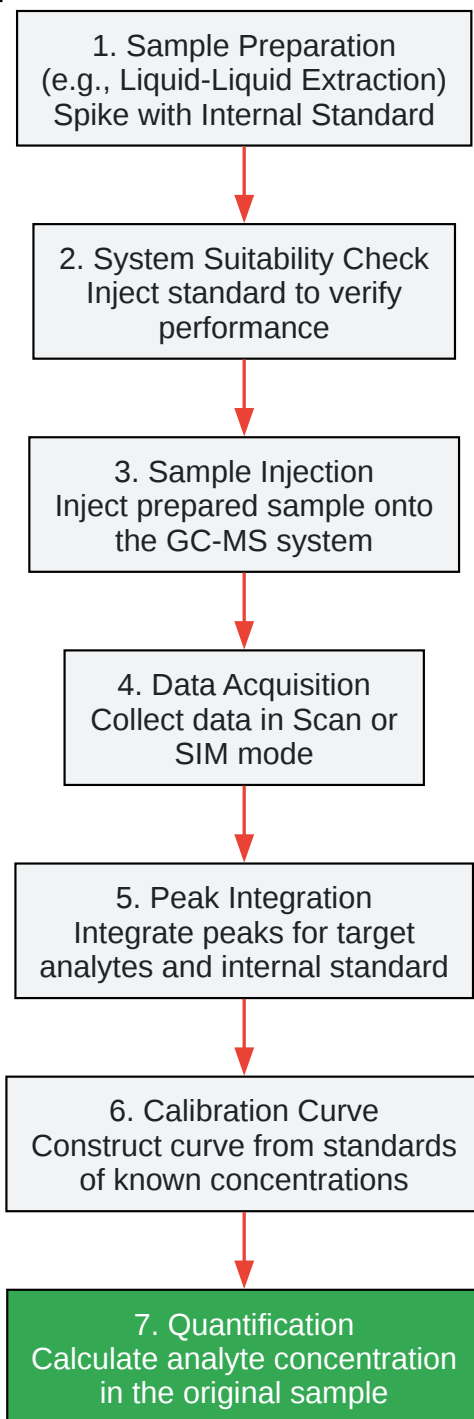 1. Sample Preparation
(e.g., Liquid-Liquid Extraction)
Spike with Internal Standard
2. System Suitability Check
Inject standard to verify
performance
3. Sample Injection
Inject prepared sample onto
the GC-MS system
4. Data Acquisition
Collect data in Scan or
SIM mode
5. Peak Integration
Integrate peaks for target
analytes and internal standard
6. Calibration Curve
Construct curve from standards
of known concentrations
7. Quantification
Calculate analyte concentration
in the original sample